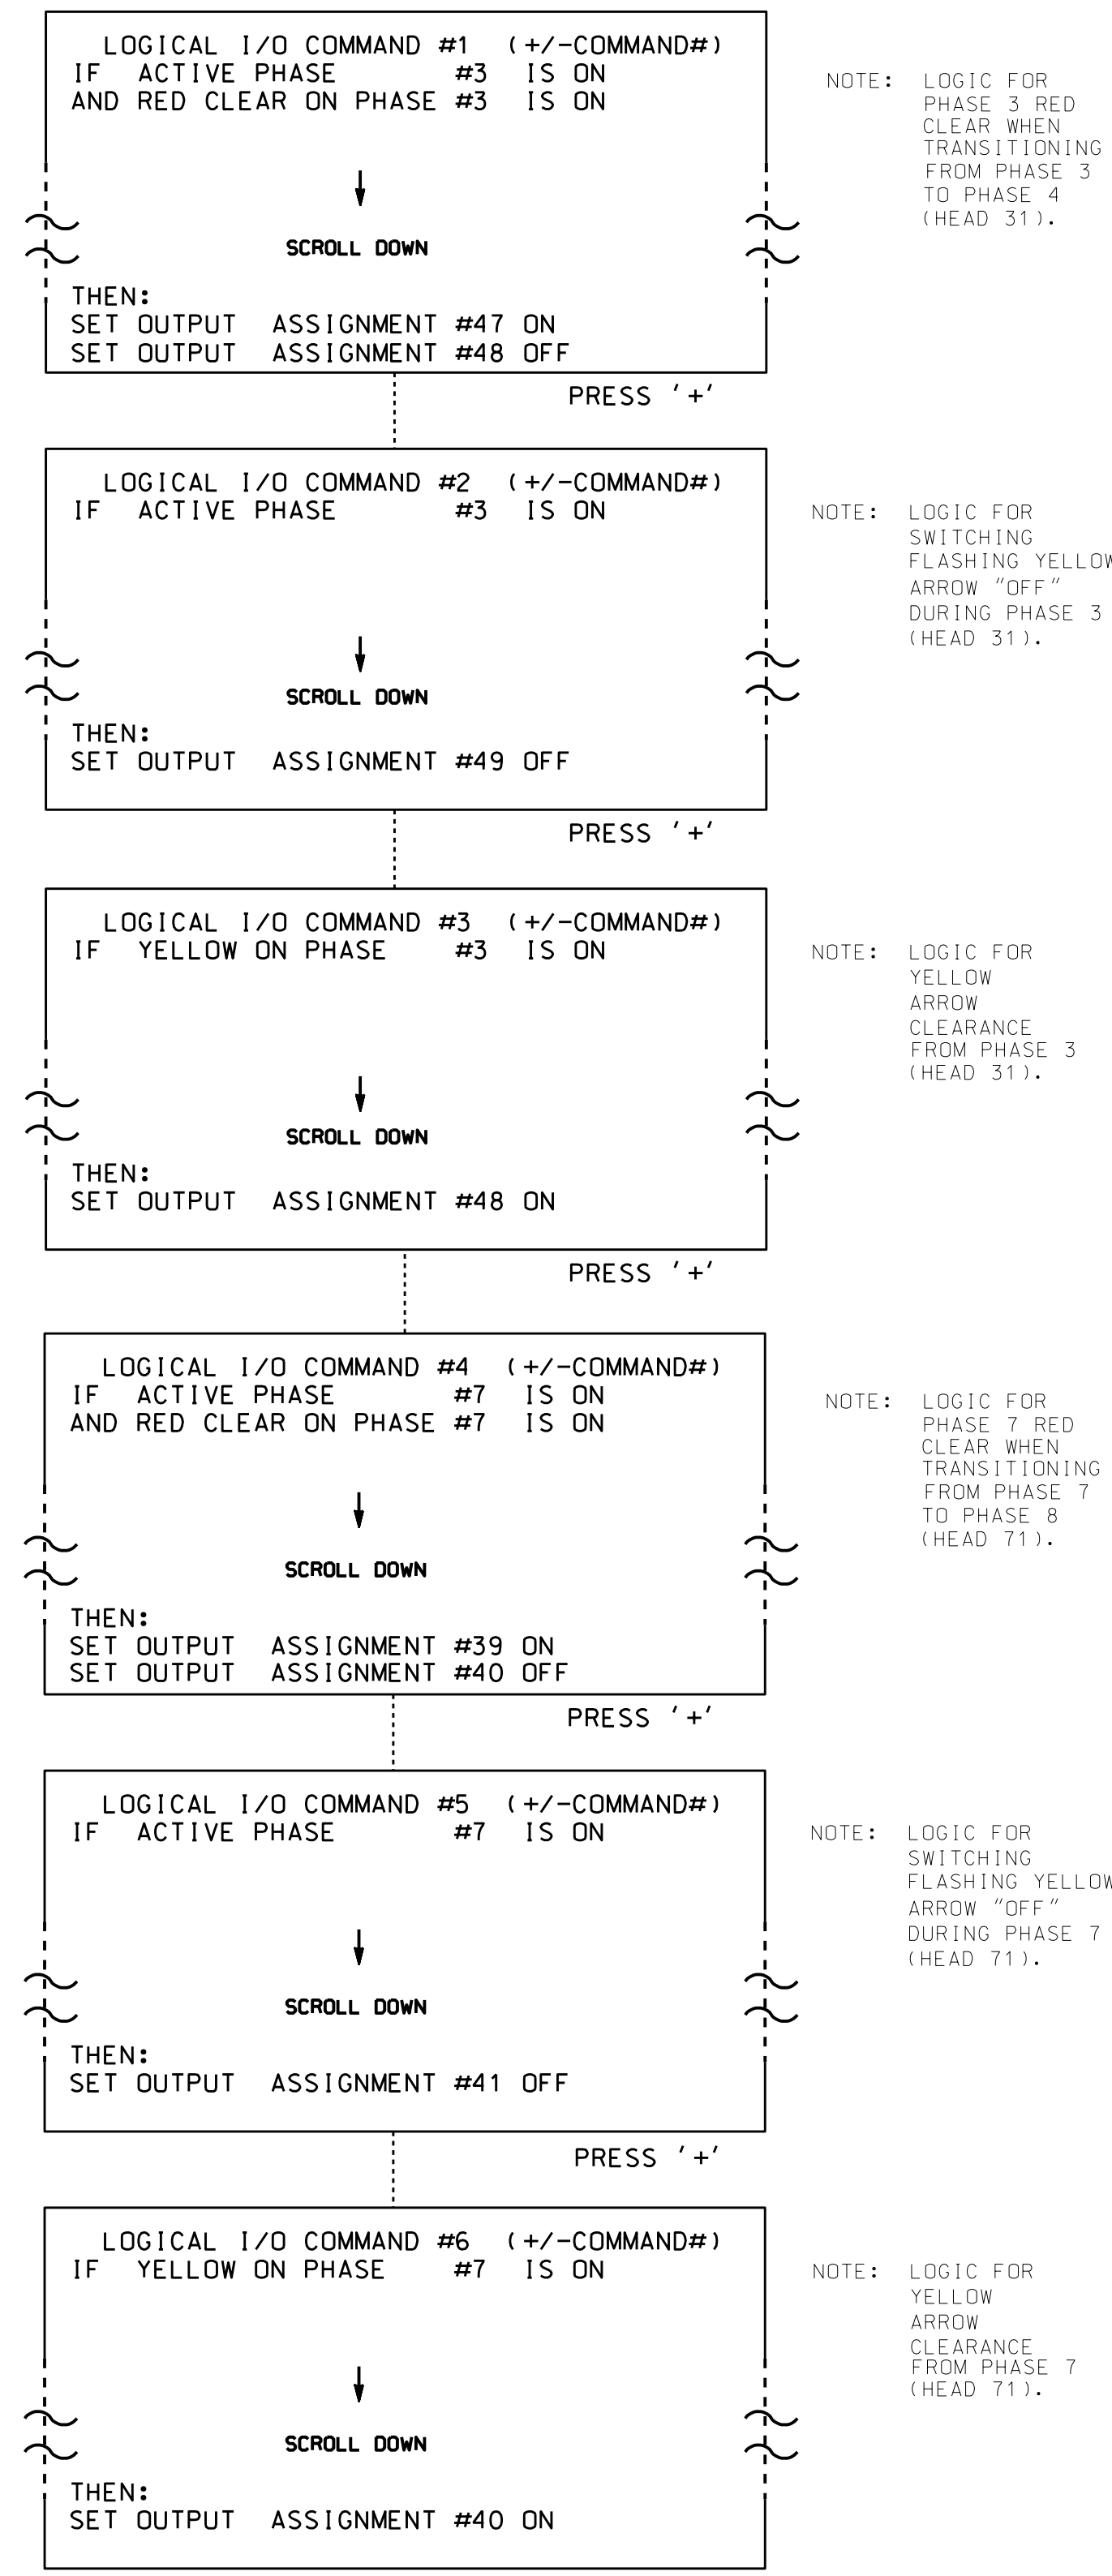 LOGICAL I/O COMMAND #1 (+/-COMMAND#)
IF ACTIVE PHASE #3 IS ON
AND RED CLEAR ON PHASE #3 IS ON
SCROLL DOWN
THEN:
SET OUTPUT ASSIGNMENT #47 ON
SET OUTPUT ASSIGNMENT #48 OFF
NOTE: LOGIC FOR
PHASE 3 RED
CLEAR WHEN
TRANSITIONING
FROM PHASE 3
TO PHASE 4
(HEAD 31).
PRESS '+'
LOGICAL I/O COMMAND #2 (+/-COMMAND#)
IF ACTIVE PHASE #3 IS ON
SCROLL DOWN
THEN:
SET OUTPUT ASSIGNMENT #49 OFF
NOTE: LOGIC FOR
SWITCHING
FLASHING YELLOW
ARROW "OFF"
DURING PHASE 3
(HEAD 31).
PRESS '+'
LOGICAL I/O COMMAND #3 (+/-COMMAND#)
IF YELLOW ON PHASE #3 IS ON
SCROLL DOWN
THEN:
SET OUTPUT ASSIGNMENT #48 ON
NOTE: LOGIC FOR
YELLOW
ARROW
CLEARANCE
FROM PHASE 3
(HEAD 31).
PRESS '+'
LOGICAL I/O COMMAND #4 (+/-COMMAND#)
IF ACTIVE PHASE #7 IS ON
AND RED CLEAR ON PHASE #7 IS ON
SCROLL DOWN
THEN:
SET OUTPUT ASSIGNMENT #39 ON
SET OUTPUT ASSIGNMENT #40 OFF
NOTE: LOGIC FOR
PHASE 7 RED
CLEAR WHEN
TRANSITIONING
FROM PHASE 7
TO PHASE 8
(HEAD 71).
PRESS '+'
LOGICAL I/O COMMAND #5 (+/-COMMAND#)
IF ACTIVE PHASE #7 IS ON
SCROLL DOWN
THEN:
SET OUTPUT ASSIGNMENT #41 OFF
NOTE: LOGIC FOR
SWITCHING
FLASHING YELLOW
ARROW "OFF"
DURING PHASE 7
(HEAD 71).
PRESS '+'
LOGICAL I/O COMMAND #6 (+/-COMMAND#)
IF YELLOW ON PHASE #7 IS ON
SCROLL DOWN
THEN:
SET OUTPUT ASSIGNMENT #40 ON
NOTE: LOGIC FOR
YELLOW
ARROW
CLEARANCE
FROM PHASE 7
(HEAD 71).